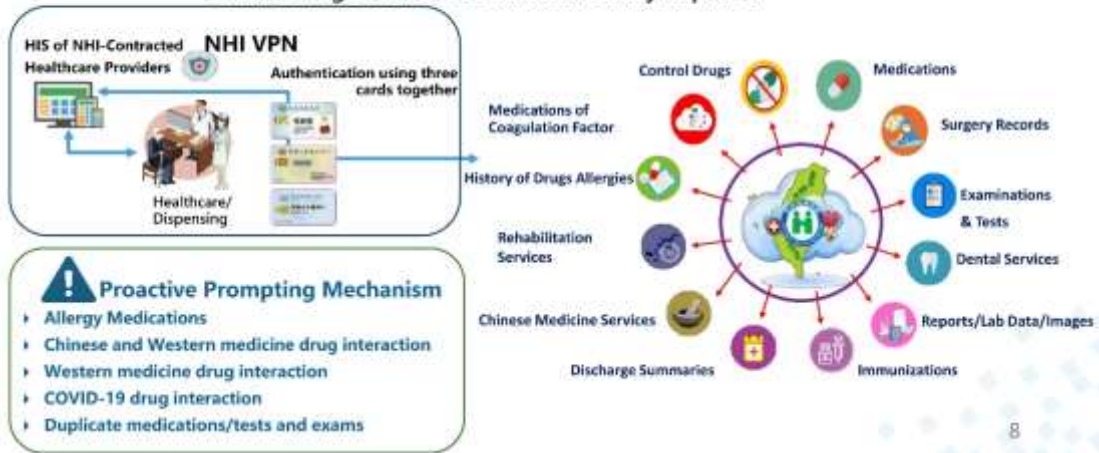 HIS of NHI-Contracted
Healthcare Providers
NHI VPN
Authentication using three
cards together
Healthcare/
Dispensing
Proactive Prompting Mechanism
Allergy Medications
Chinese and Western medicine drug interaction
Western medicine drug interaction
COVID-19 drug interaction
Duplicate medications/tests and exams
Control Drugs
Medications
Medications of
Coagulation Factor
Surgery Records
History of Drugs Allergies
Examinations
& Tests
Rehabilitation
Services
Dental Services
Chinese Medicine Services
Reports/Lab Data/Images
Discharge Summaries
Immunizations
8